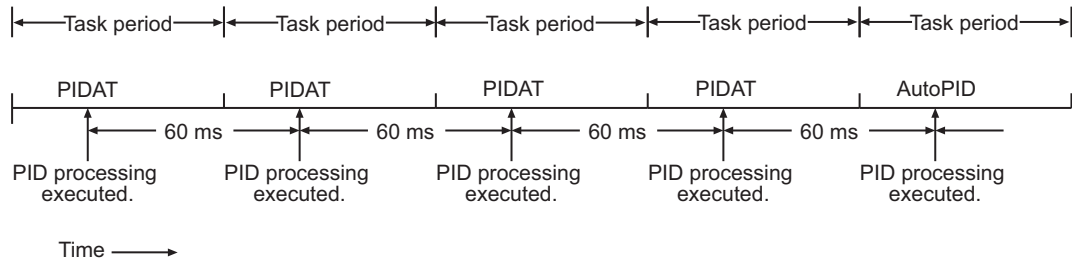 Task period Task period Task period Task period Task period
PIDAT PIDAT PIDAT PIDAT AutoPID
60 ms 60 ms 60 ms 60 ms
PID processing PID processing PID processing PID processing PID processing
executed. executed. executed. executed. executed.
Time